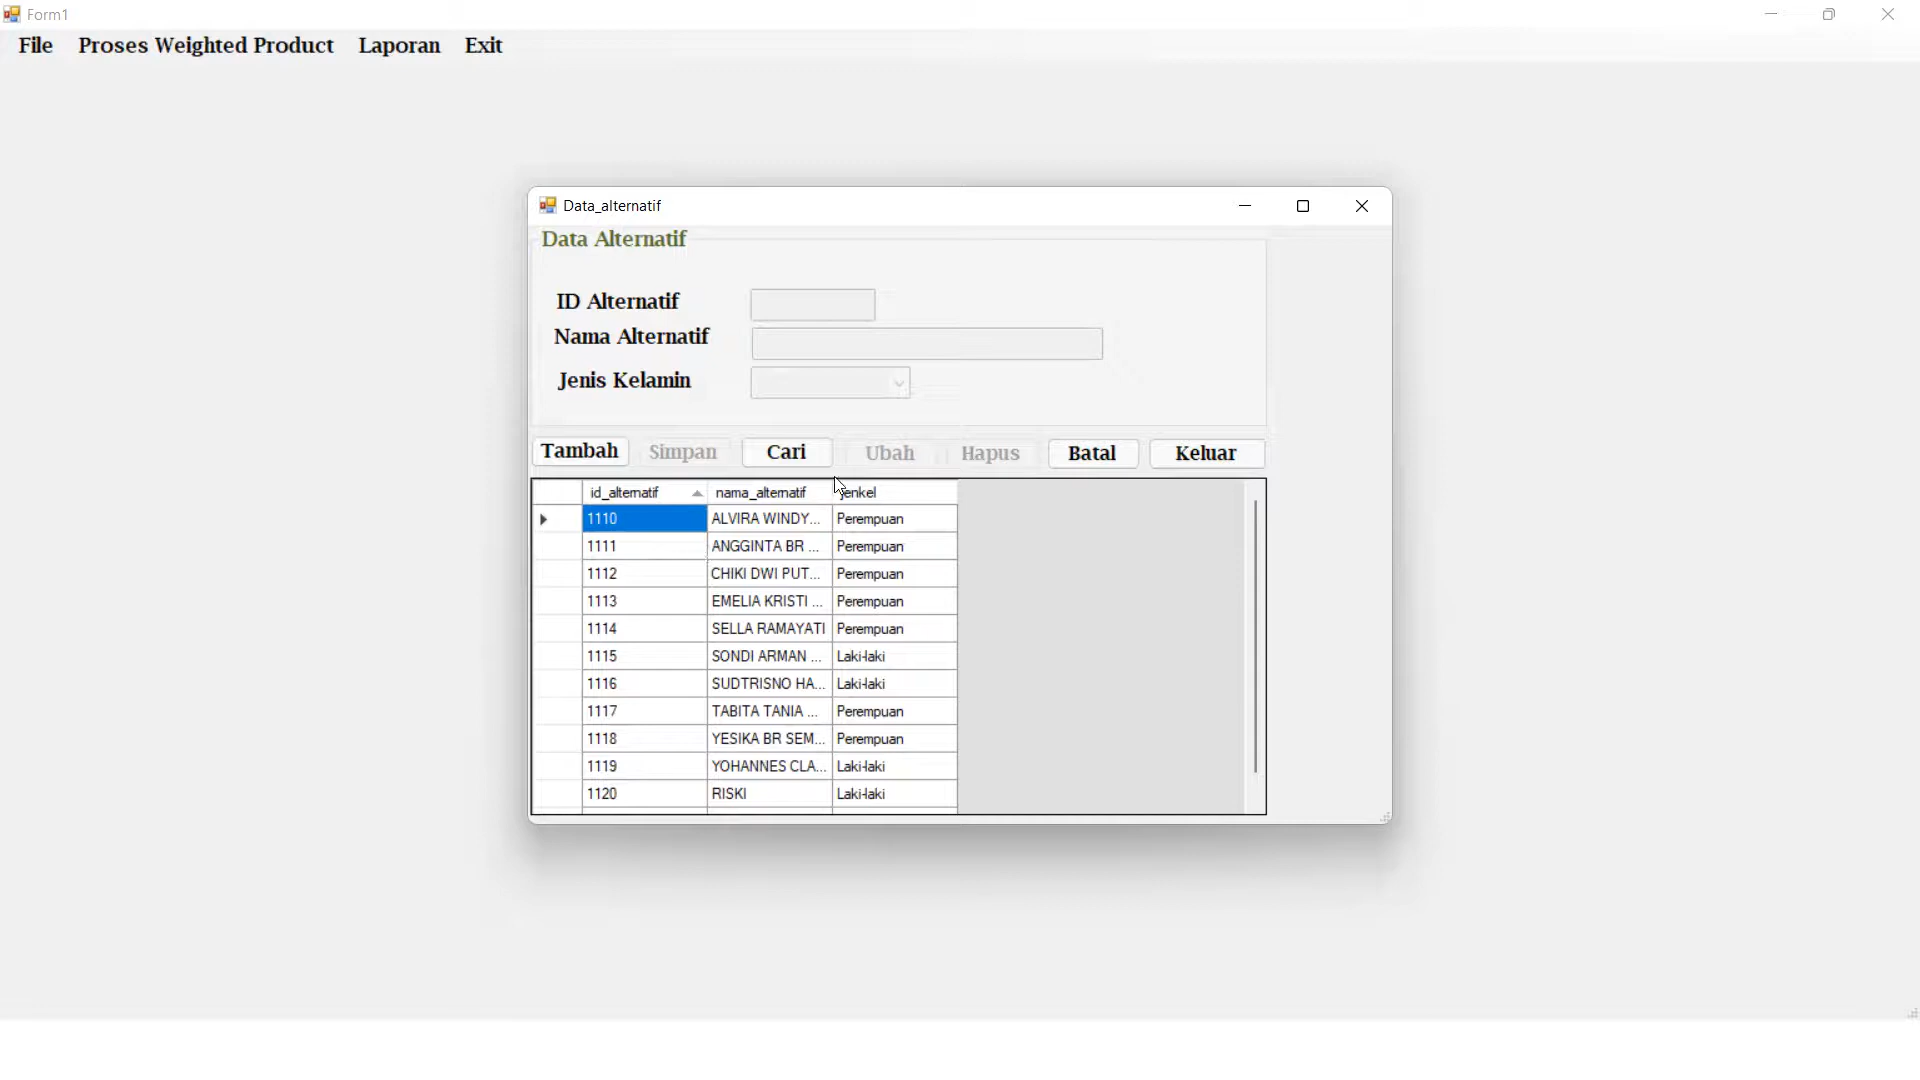 Form1
File Proses Weighted Product Laporan Exit
Data_alternatif
Data Alternatif
ID Alternatif
Nama Alternatif
Jenis Kelamin
Tambah Simpan Cari Ubah Hapus Batal Keluar
id_alternatif nama_alternatif jenkel
1110 ALVIRA WINDY... Perempuan
1111 ANGGINTA BR ... Perempuan
1112 CHIKI DWI PUT... Perempuan
1113 EMELIA KRISTI ... Perempuan
1114 SELLA RAMAYATI Perempuan
1115 SONDI ARMAN ... Laki-laki
1116 SUDTRISNO HA... Laki-laki
1117 TABITA TANIA ... Perempuan
1118 YESIKA BR SEM... Perempuan
1119 YOHANNES CLA... Laki-laki
1120 RISKI Laki-laki